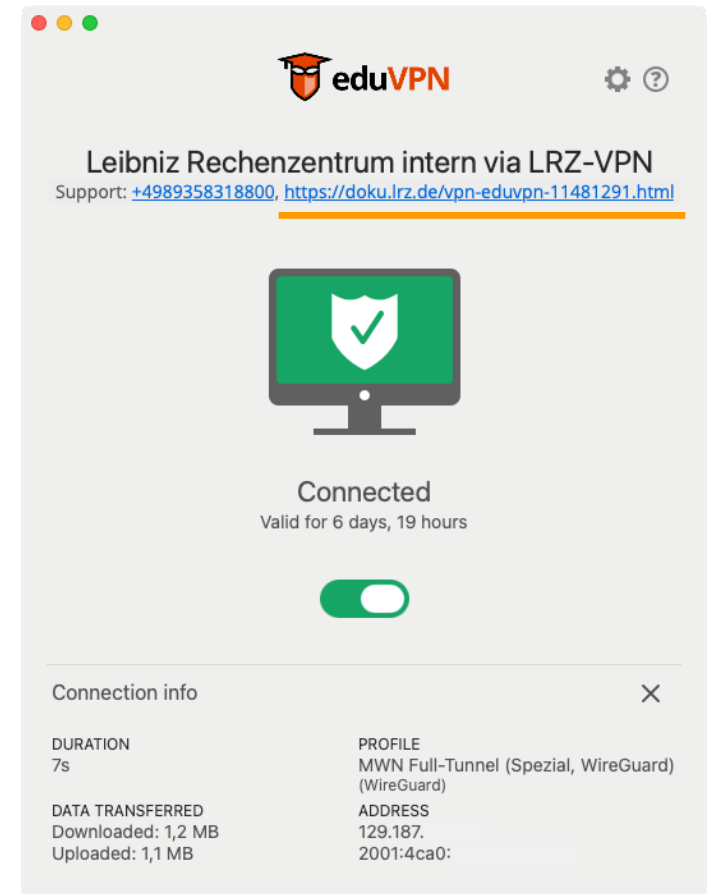 eduVPN
Leibniz Rechenzentrum intern via LRZ-VPN
Support: +4989358318800, https://doku.lrz.de/vpn-eduvpn-11481291.html
Connected
Valid for 6 days, 19 hours
Connection info
DURATION
7s
PROFILE
MWN Full-Tunnel (Spezial, WireGuard)
(WireGuard)
DATA TRANSFERRED
Downloaded: 1,2 MB
Uploaded: 1,1 MB
ADDRESS
129.187.
2001:4ca0: